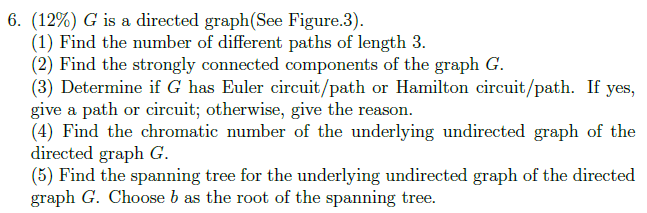 6. (12%) G is a directed graph(See Figure.3).
(1) Find the number of different paths of length 3.
(2) Find the strongly connected components of the graph G.
(3) Determine if G has Euler circuit/path or Hamilton circuit/path. If yes,
give a path or circuit; otherwise, give the reason.
(4) Find the chromatic number of the underlying undirected graph of the
directed graph G.
(5) Find the spanning tree for the underlying undirected graph of the directed
graph G. Choose b as the root of the spanning tree.